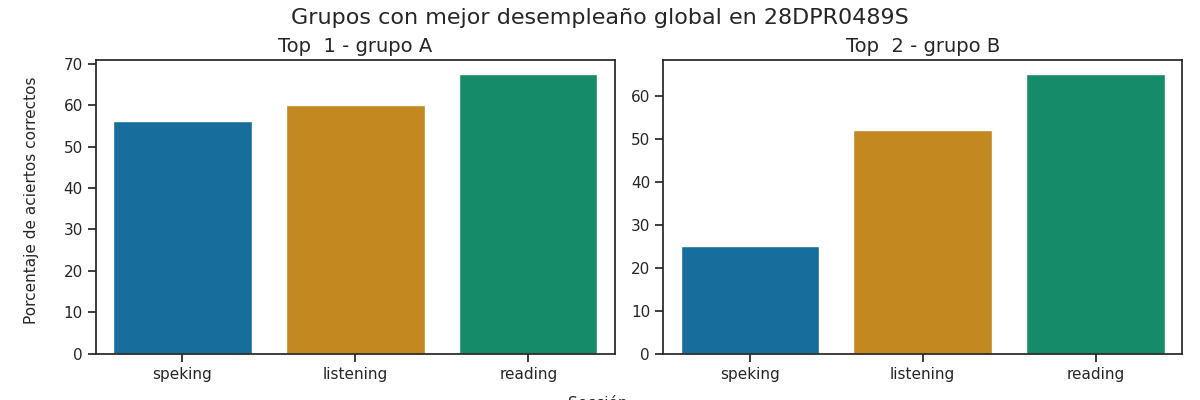 Grupos con mejor desempleaño global en 28DPR0489S
Top  1 - grupo A
Top  2 - grupo B
Porcentaje de aciertos correctos
70
60
50
40
30
20
10
0
60
50
40
30
20
10
0
speking listening reading
speking listening reading
Sección